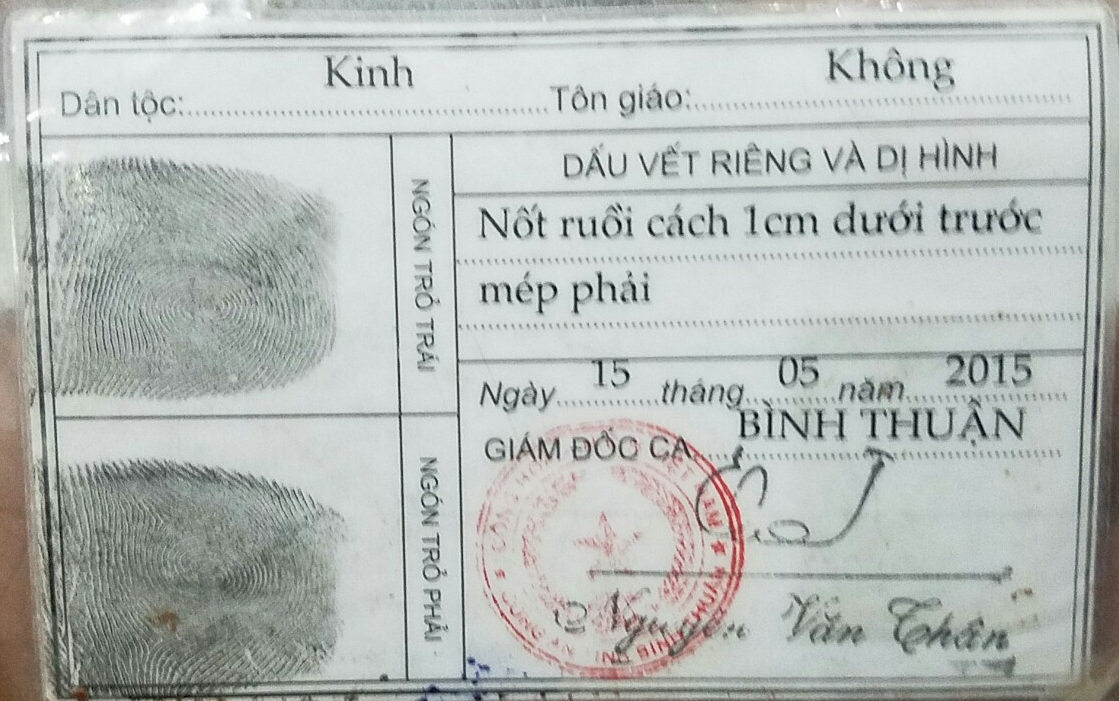 Dân tộc: Kinh Tôn giáo: Không
NGÓN TRỎ TRÁI
NGÓN TRỎ PHẢI
DẤU VẾT RIÊNG VÀ DỊ HÌNH
Nốt ruồi cách 1cm dưới trước
mép phải
Ngày 15 tháng 05 năm 2015
GIÁM ĐỐC CA BÌNH THUẬN
Nguyễn Văn Chân